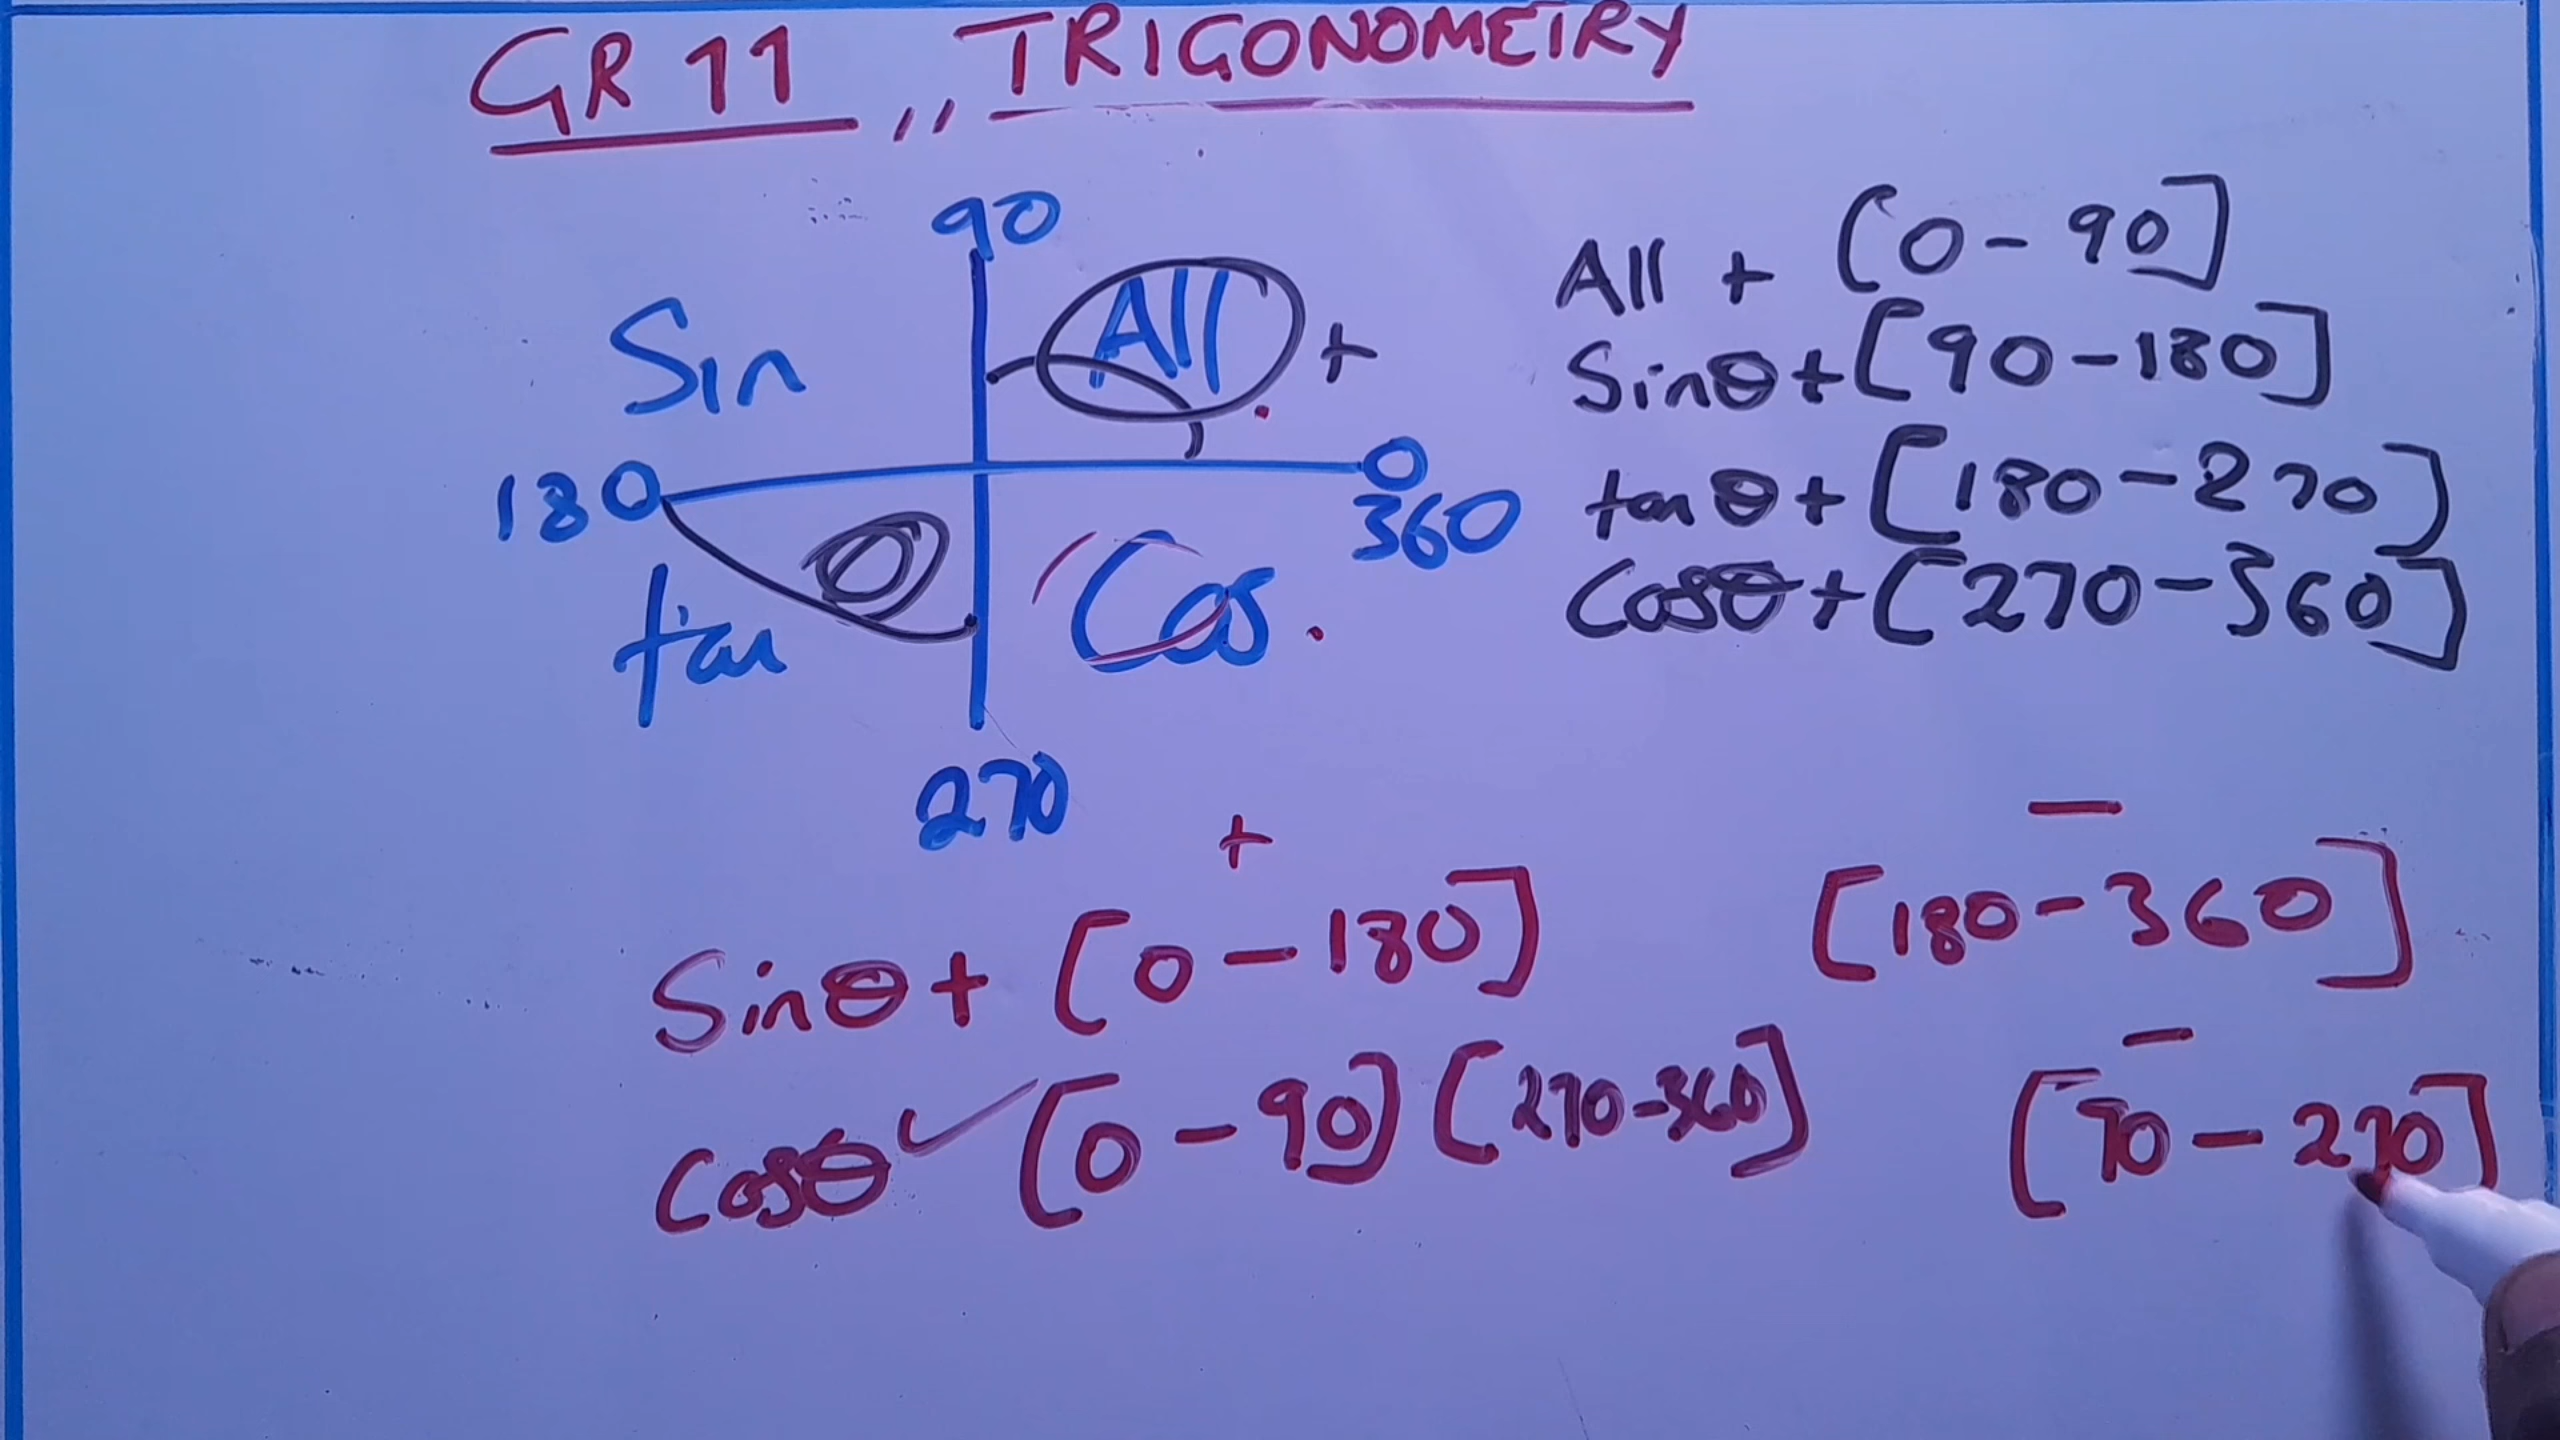 GR 11 ,, TRIGONOMETRY
90
Sin
All +
180
0
360
tan
Cos
270
All + [0 - 90]
Sinθ + [90 - 180]
tanθ + [180 - 270]
Cosθ + [270 - 360]
+
−
Sinθ + [0 - 180] [180 - 360]
−
Cosθ ✓ [0 - 90] [270 - 360] [90 - 270]